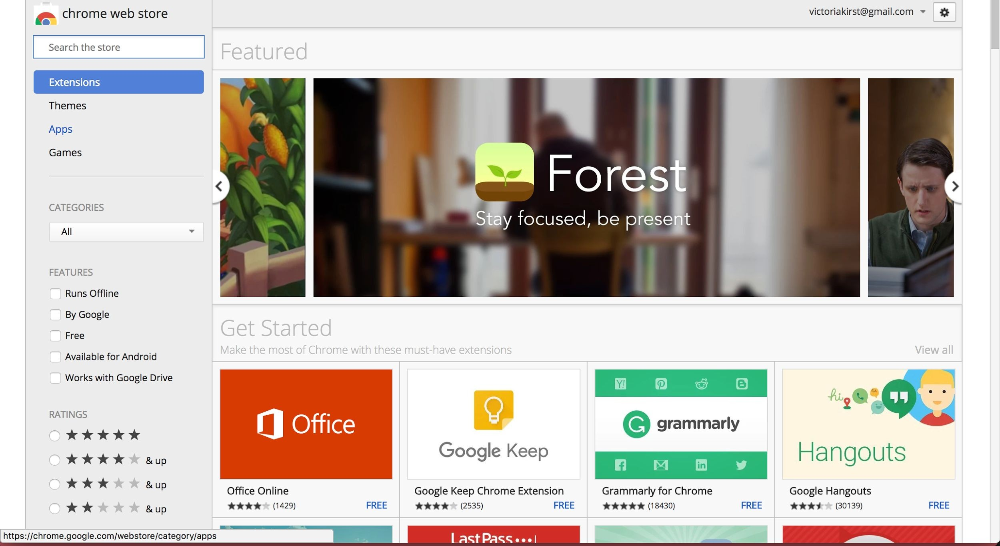 chrome web store
victoriakirst@gmail.com
Search the store
Extensions
Themes
Apps
Games
CATEGORIES
All
FEATURES
Runs Offline
By Google
Free
Available for Android
Works with Google Drive
RATINGS
& up
& up
& up
Featured
Forest
Stay focused, be present
Get Started
Make the most of Chrome with these must-have extensions
View all
Office
Office Online
(1429) FREE
Google Keep
Google Keep Chrome Extension
(2535) FREE
Y!
grammarly
Grammarly for Chrome
(18430) FREE
hi
Hangouts
Google Hangouts
(30139) FREE
LastPass
https://chrome.google.com/webstore/category/apps